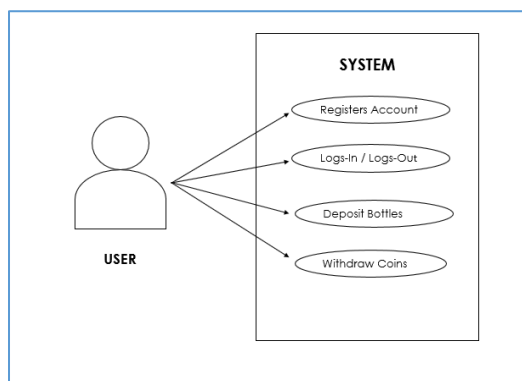 SYSTEM
Registers Account
Logs-In / Logs-Out
Deposit Bottles
Withdraw Coins
USER